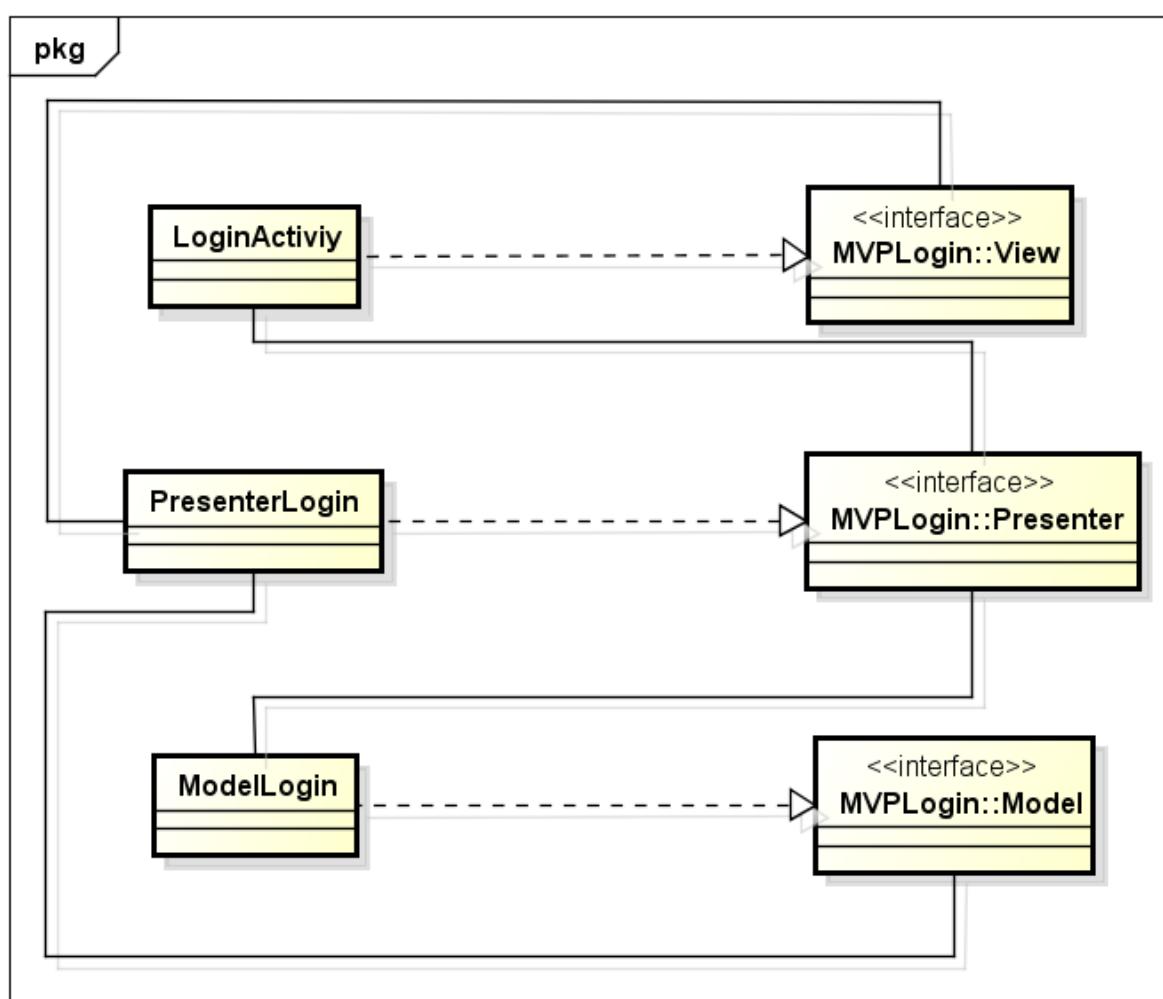 pkg
LoginActiviy
<<interface>>
MVPLogin::View
PresenterLogin
<<interface>>
MVPLogin::Presenter
ModelLogin
<<interface>>
MVPLogin::Model